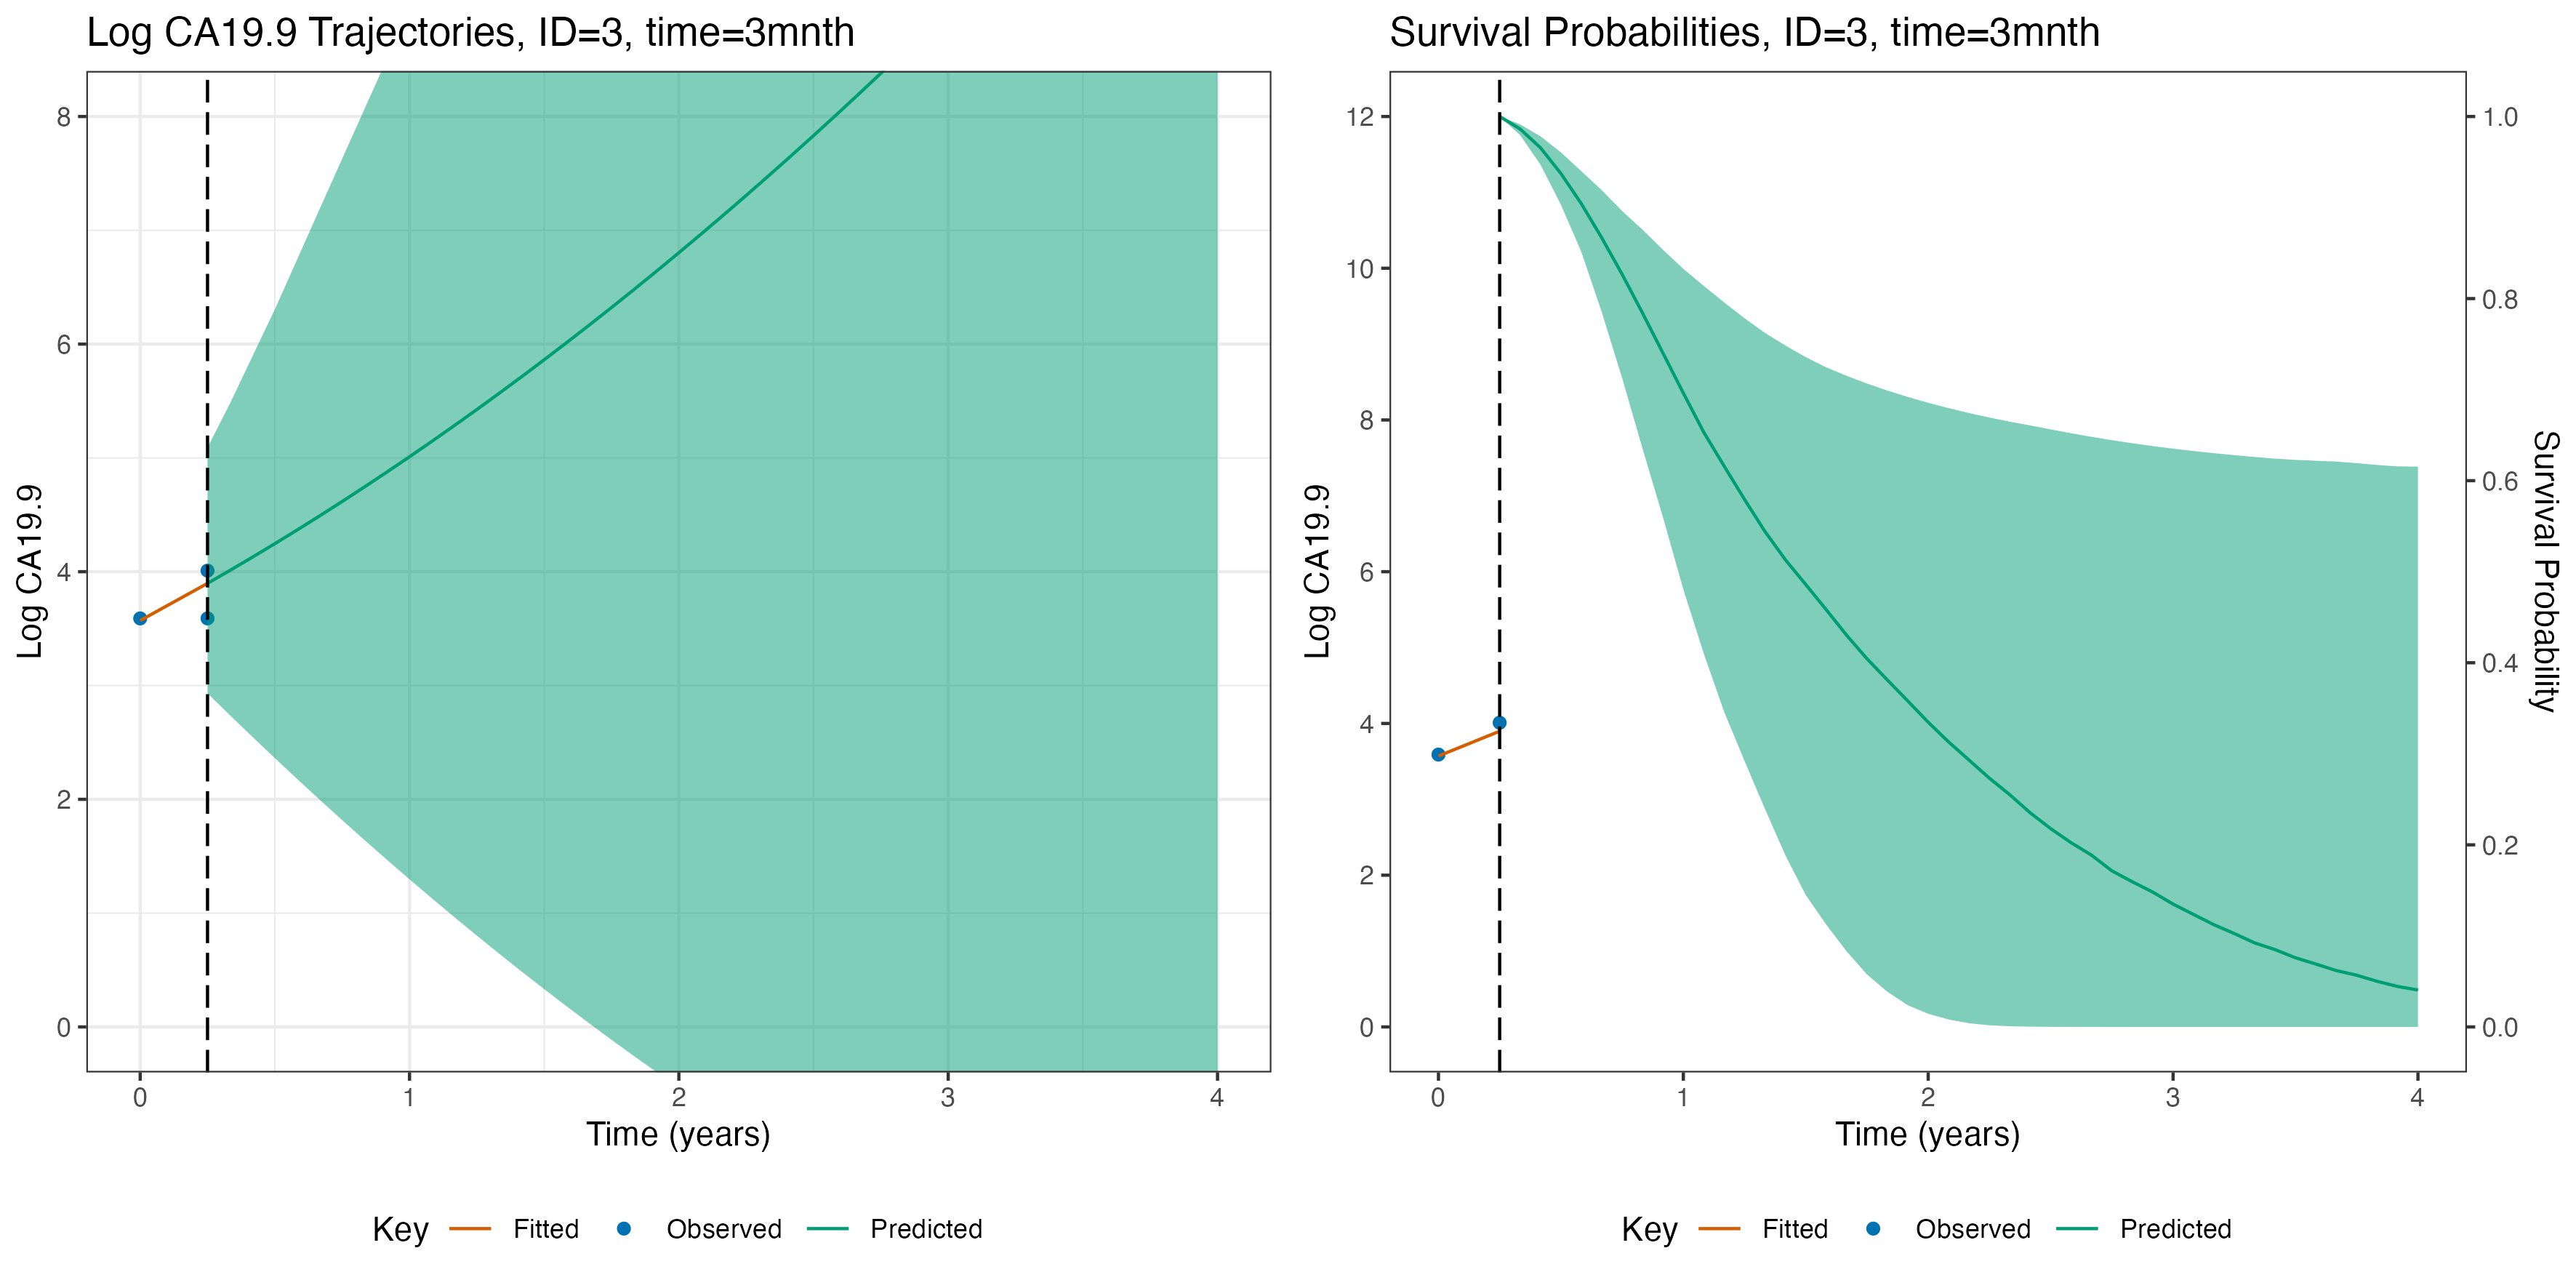 Log CA19.9 Trajectories, ID=3, time=3mnth
8
6
4
2
0
Log CA19.9
0 1 2 3 4
Time (years)
Key Fitted Observed Predicted
Survival Probabilities, ID=3, time=3mnth
12
10
8
6
4
2
0
Log CA19.9
1.0
0.8
0.6
0.4
0.2
0.0
Survival Probability
0 1 2 3 4
Time (years)
Key Fitted Observed Predicted